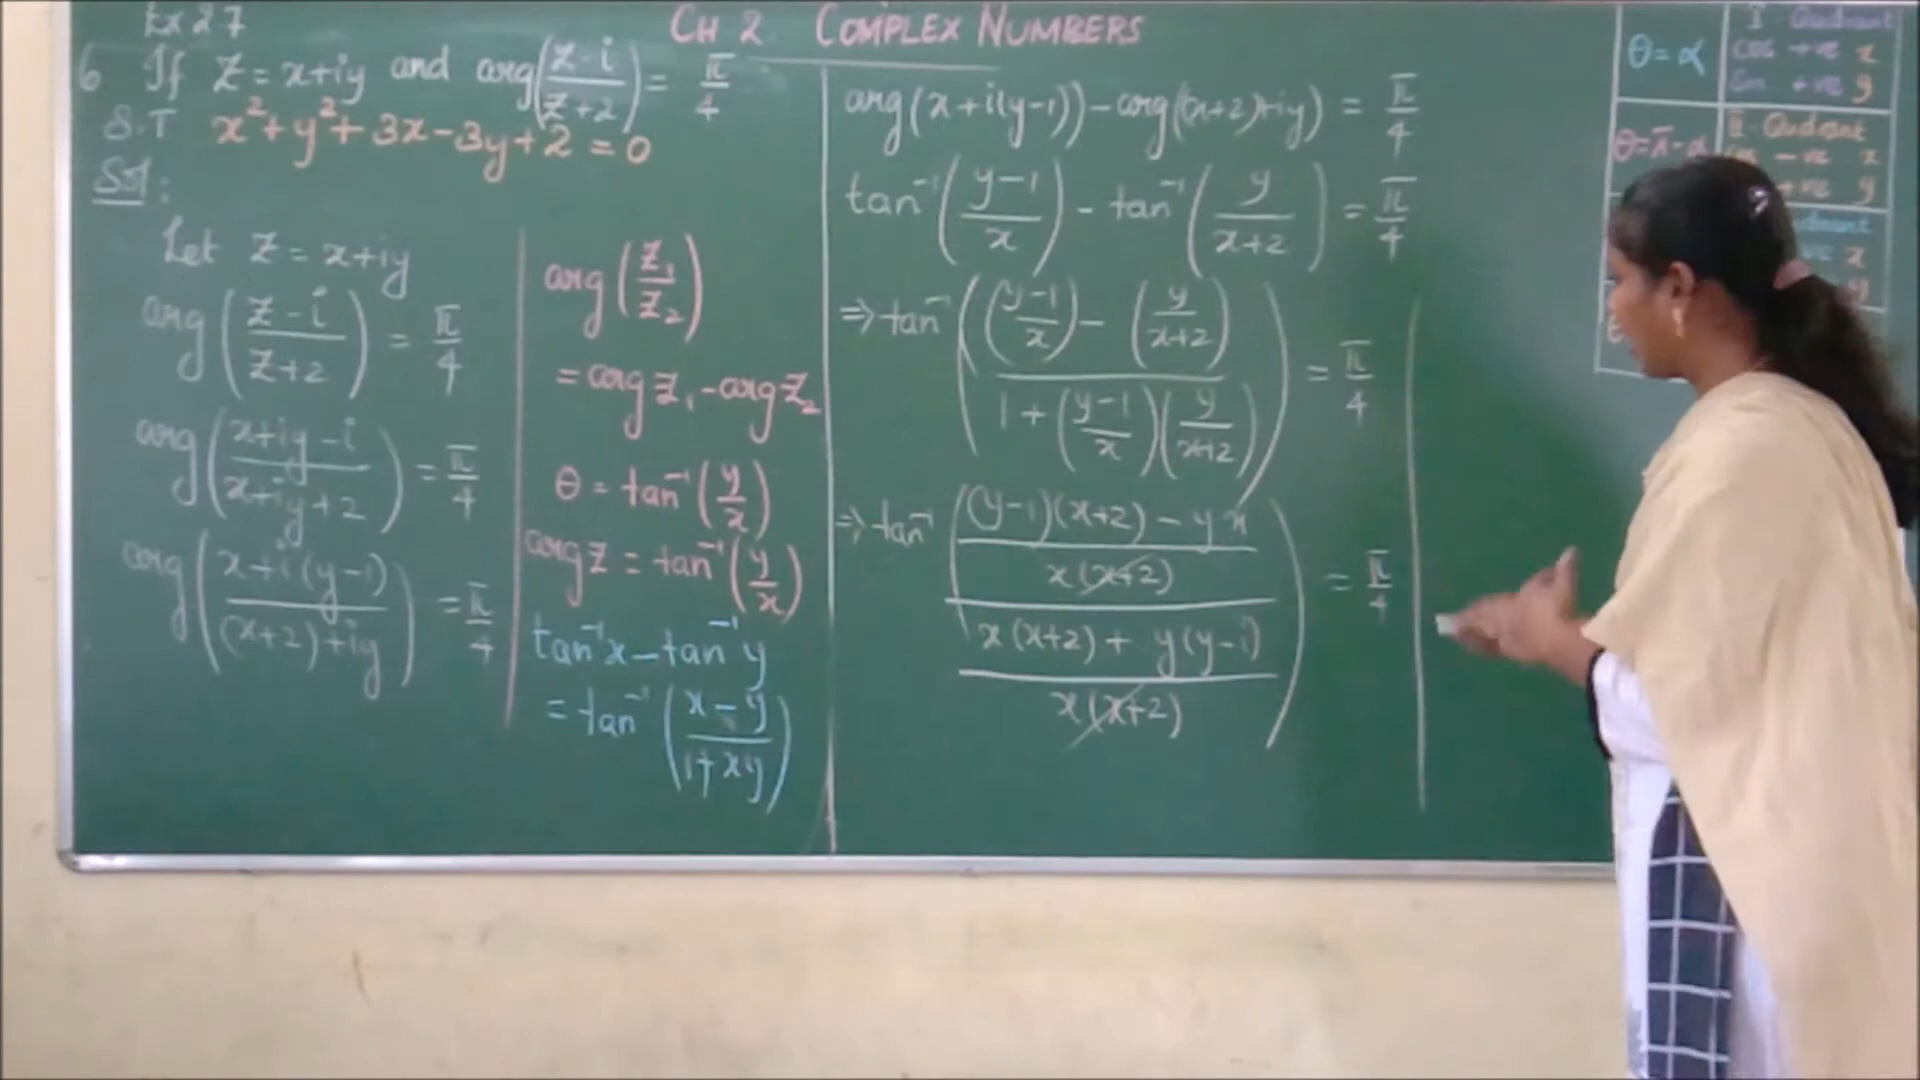 Ex 2.7
CH 2 COMPLEX NUMBERS
6 If z = x+iy and arg((z-i)/(z+2)) = π/4
S.T x²+y²+3x-3y+2=0
Sol:
Let z = x+iy
arg((z-i)/(z+2)) = π/4
arg((x+iy-i)/(x+iy+2)) = π/4
arg((x+i(y-1))/((x+2)+iy)) = π/4
arg(z₁/z₂)
= arg z₁ - arg z₂
θ = tan⁻¹(y/x)
arg z = tan⁻¹(y/x)
tan⁻¹x - tan⁻¹y
= tan⁻¹((x-y)/(1+xy))
arg(x+i(y-1)) - arg((x+2)+iy) = π/4
tan⁻¹((y-1)/x) - tan⁻¹(y/(x+2)) = π/4
⇒ tan⁻¹((((y-1)/x) - (y/(x+2)))/(1+((y-1)/x)(y/(x+2)))) = π/4
⇒ tan⁻¹((((y-1)(x+2) - yx)/(x(x+2)))/((x(x+2) + y(y-1))/(x(x+2)))) = π/4
θ = α
I Quadrant
cos +ve x
Sin +ve y
θ = π-α
II - Quadrant
-ve x
+ve y
x
y